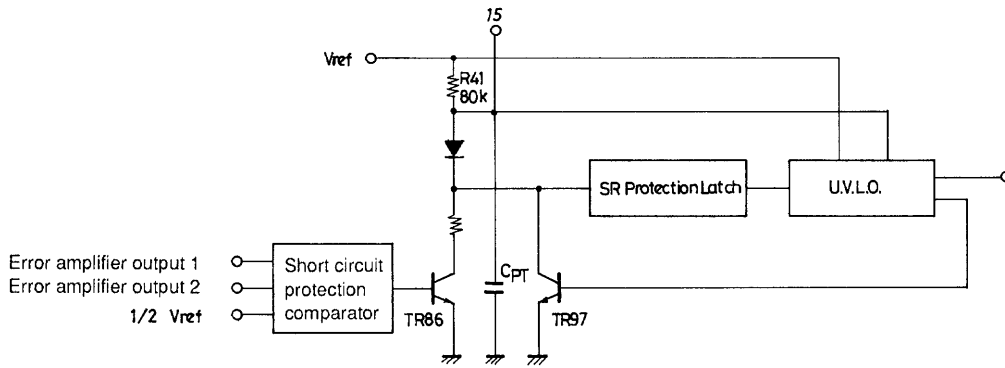 15
Vref
R41
80k
SR Protection Latch
U.V.L.O.
Error amplifier output 1
Error amplifier output 2
1/2 Vref
Short circuit
protection
comparator
TR86
CPT
TR97